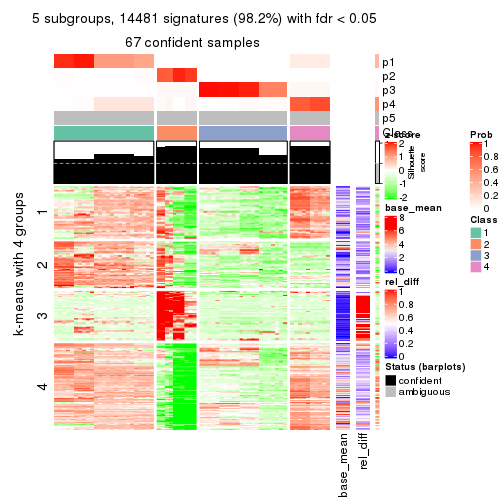 5 subgroups, 14481 signatures (98.2%) with fdr < 0.05
67 confident samples
p1
p2
p3
p4
p5
Class
Silhouette
score
k-means with 4 groups
1
2
3
4
base_mean
rel_diff
z-score
2
1
0
-1
-2
base_mean
8
6
4
2
0
rel_diff
1
0.8
0.6
0.4
0.2
0
Status (barplots)
confident
ambiguous
Prob
1
0.8
0.6
0.4
0.2
0
Class
1
2
3
4